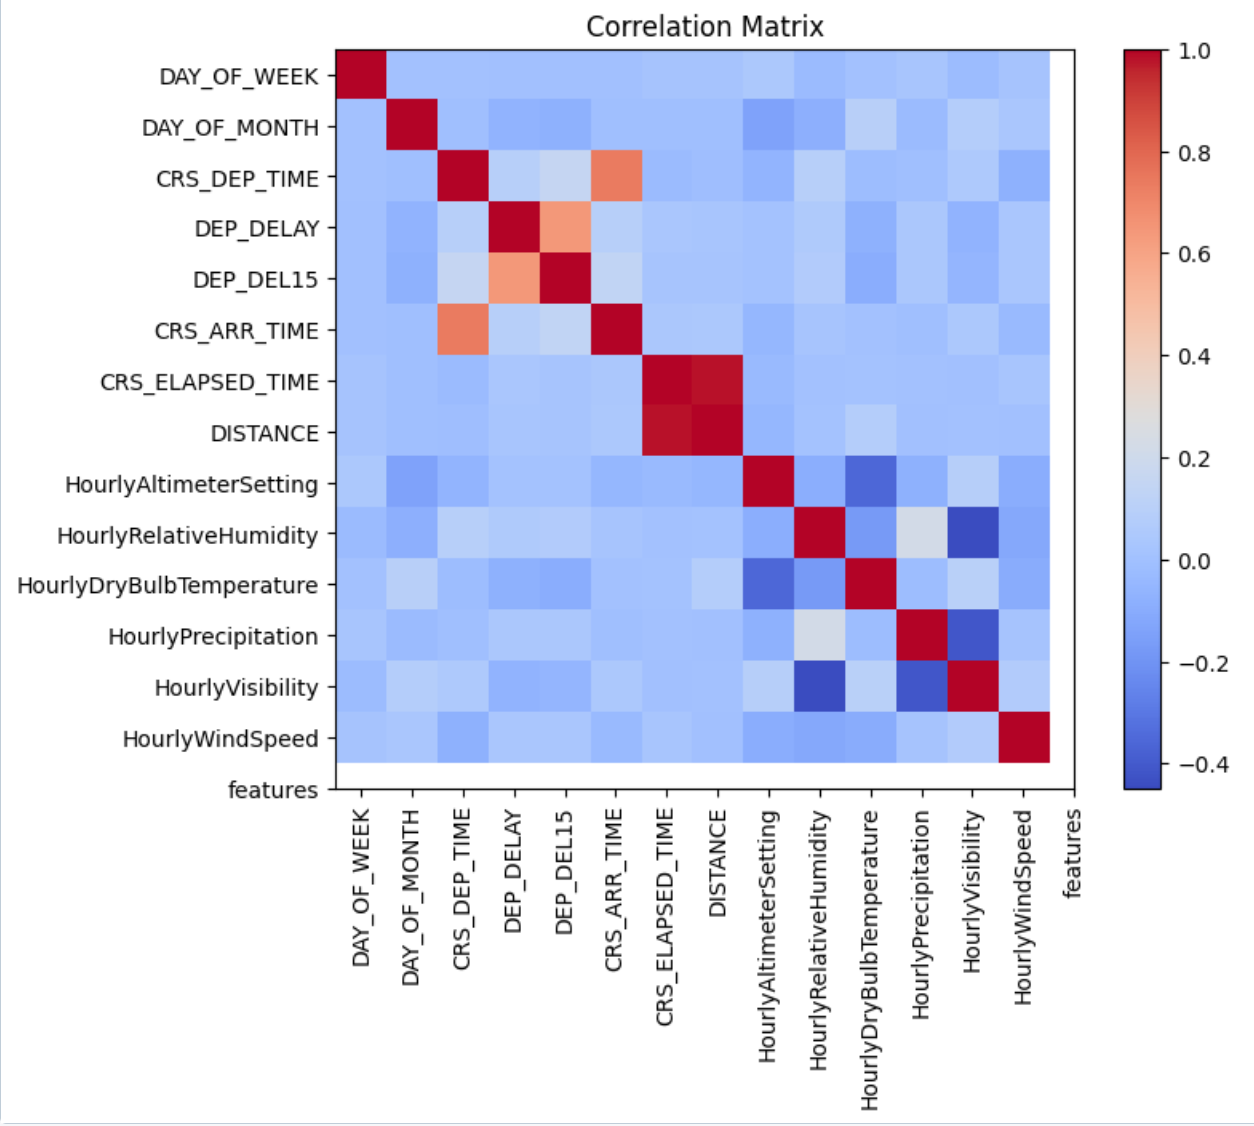 Correlation Matrix
DAY_OF_WEEK
DAY_OF_MONTH
CRS_DEP_TIME
DEP_DELAY
DEP_DEL15
CRS_ARR_TIME
CRS_ELAPSED_TIME
DISTANCE
HourlyAltimeterSetting
HourlyRelativeHumidity
HourlyDryBulbTemperature
HourlyPrecipitation
HourlyVisibility
HourlyWindSpeed
features
DAY_OF_WEEK
DAY_OF_MONTH
CRS_DEP_TIME
DEP_DELAY
DEP_DEL15
CRS_ARR_TIME
CRS_ELAPSED_TIME
DISTANCE
HourlyAltimeterSetting
HourlyRelativeHumidity
HourlyDryBulbTemperature
HourlyPrecipitation
HourlyVisibility
HourlyWindSpeed
features
1.0
0.8
0.6
0.4
0.2
0.0
−0.2
−0.4